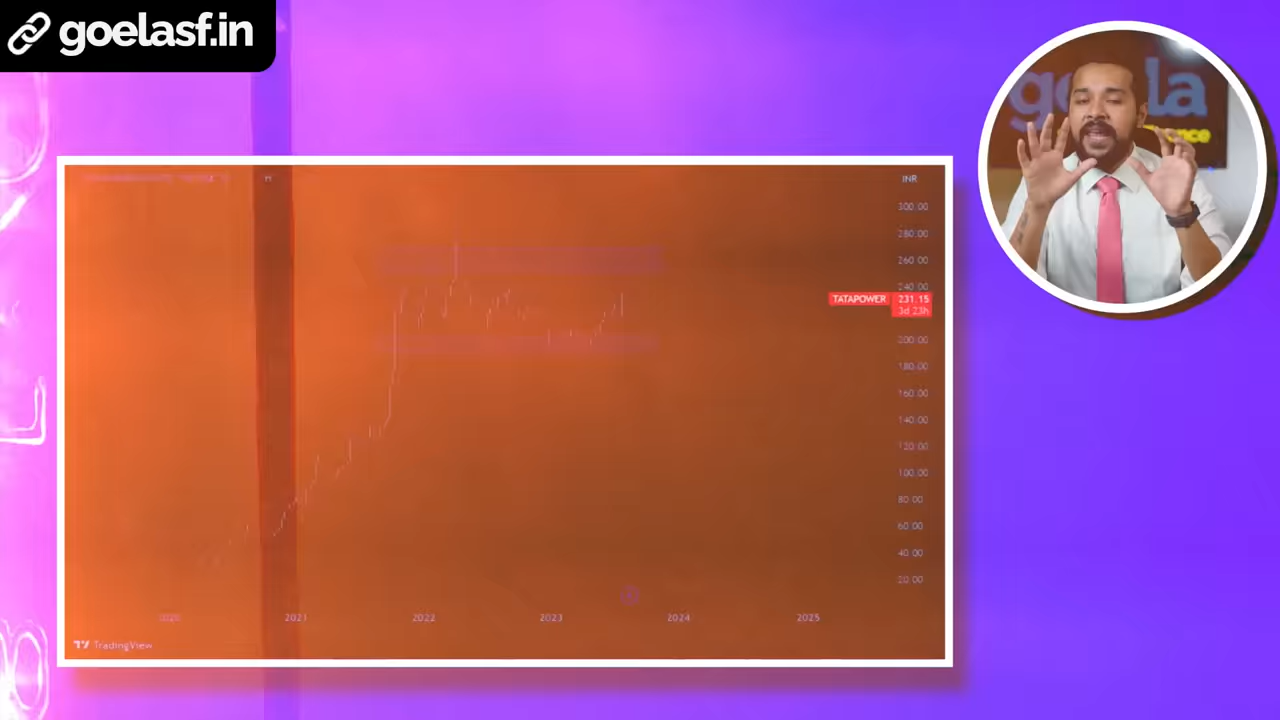 goelasf.in
goela
INR
300.00
280.00
260.00
240.00
TATAPOWER 231.15
3d 23h
200.00
180.00
160.00
140.00
120.00
100.00
80.00
60.00
40.00
20.00
2020 2021 2022 2023 2024 2025
TradingView